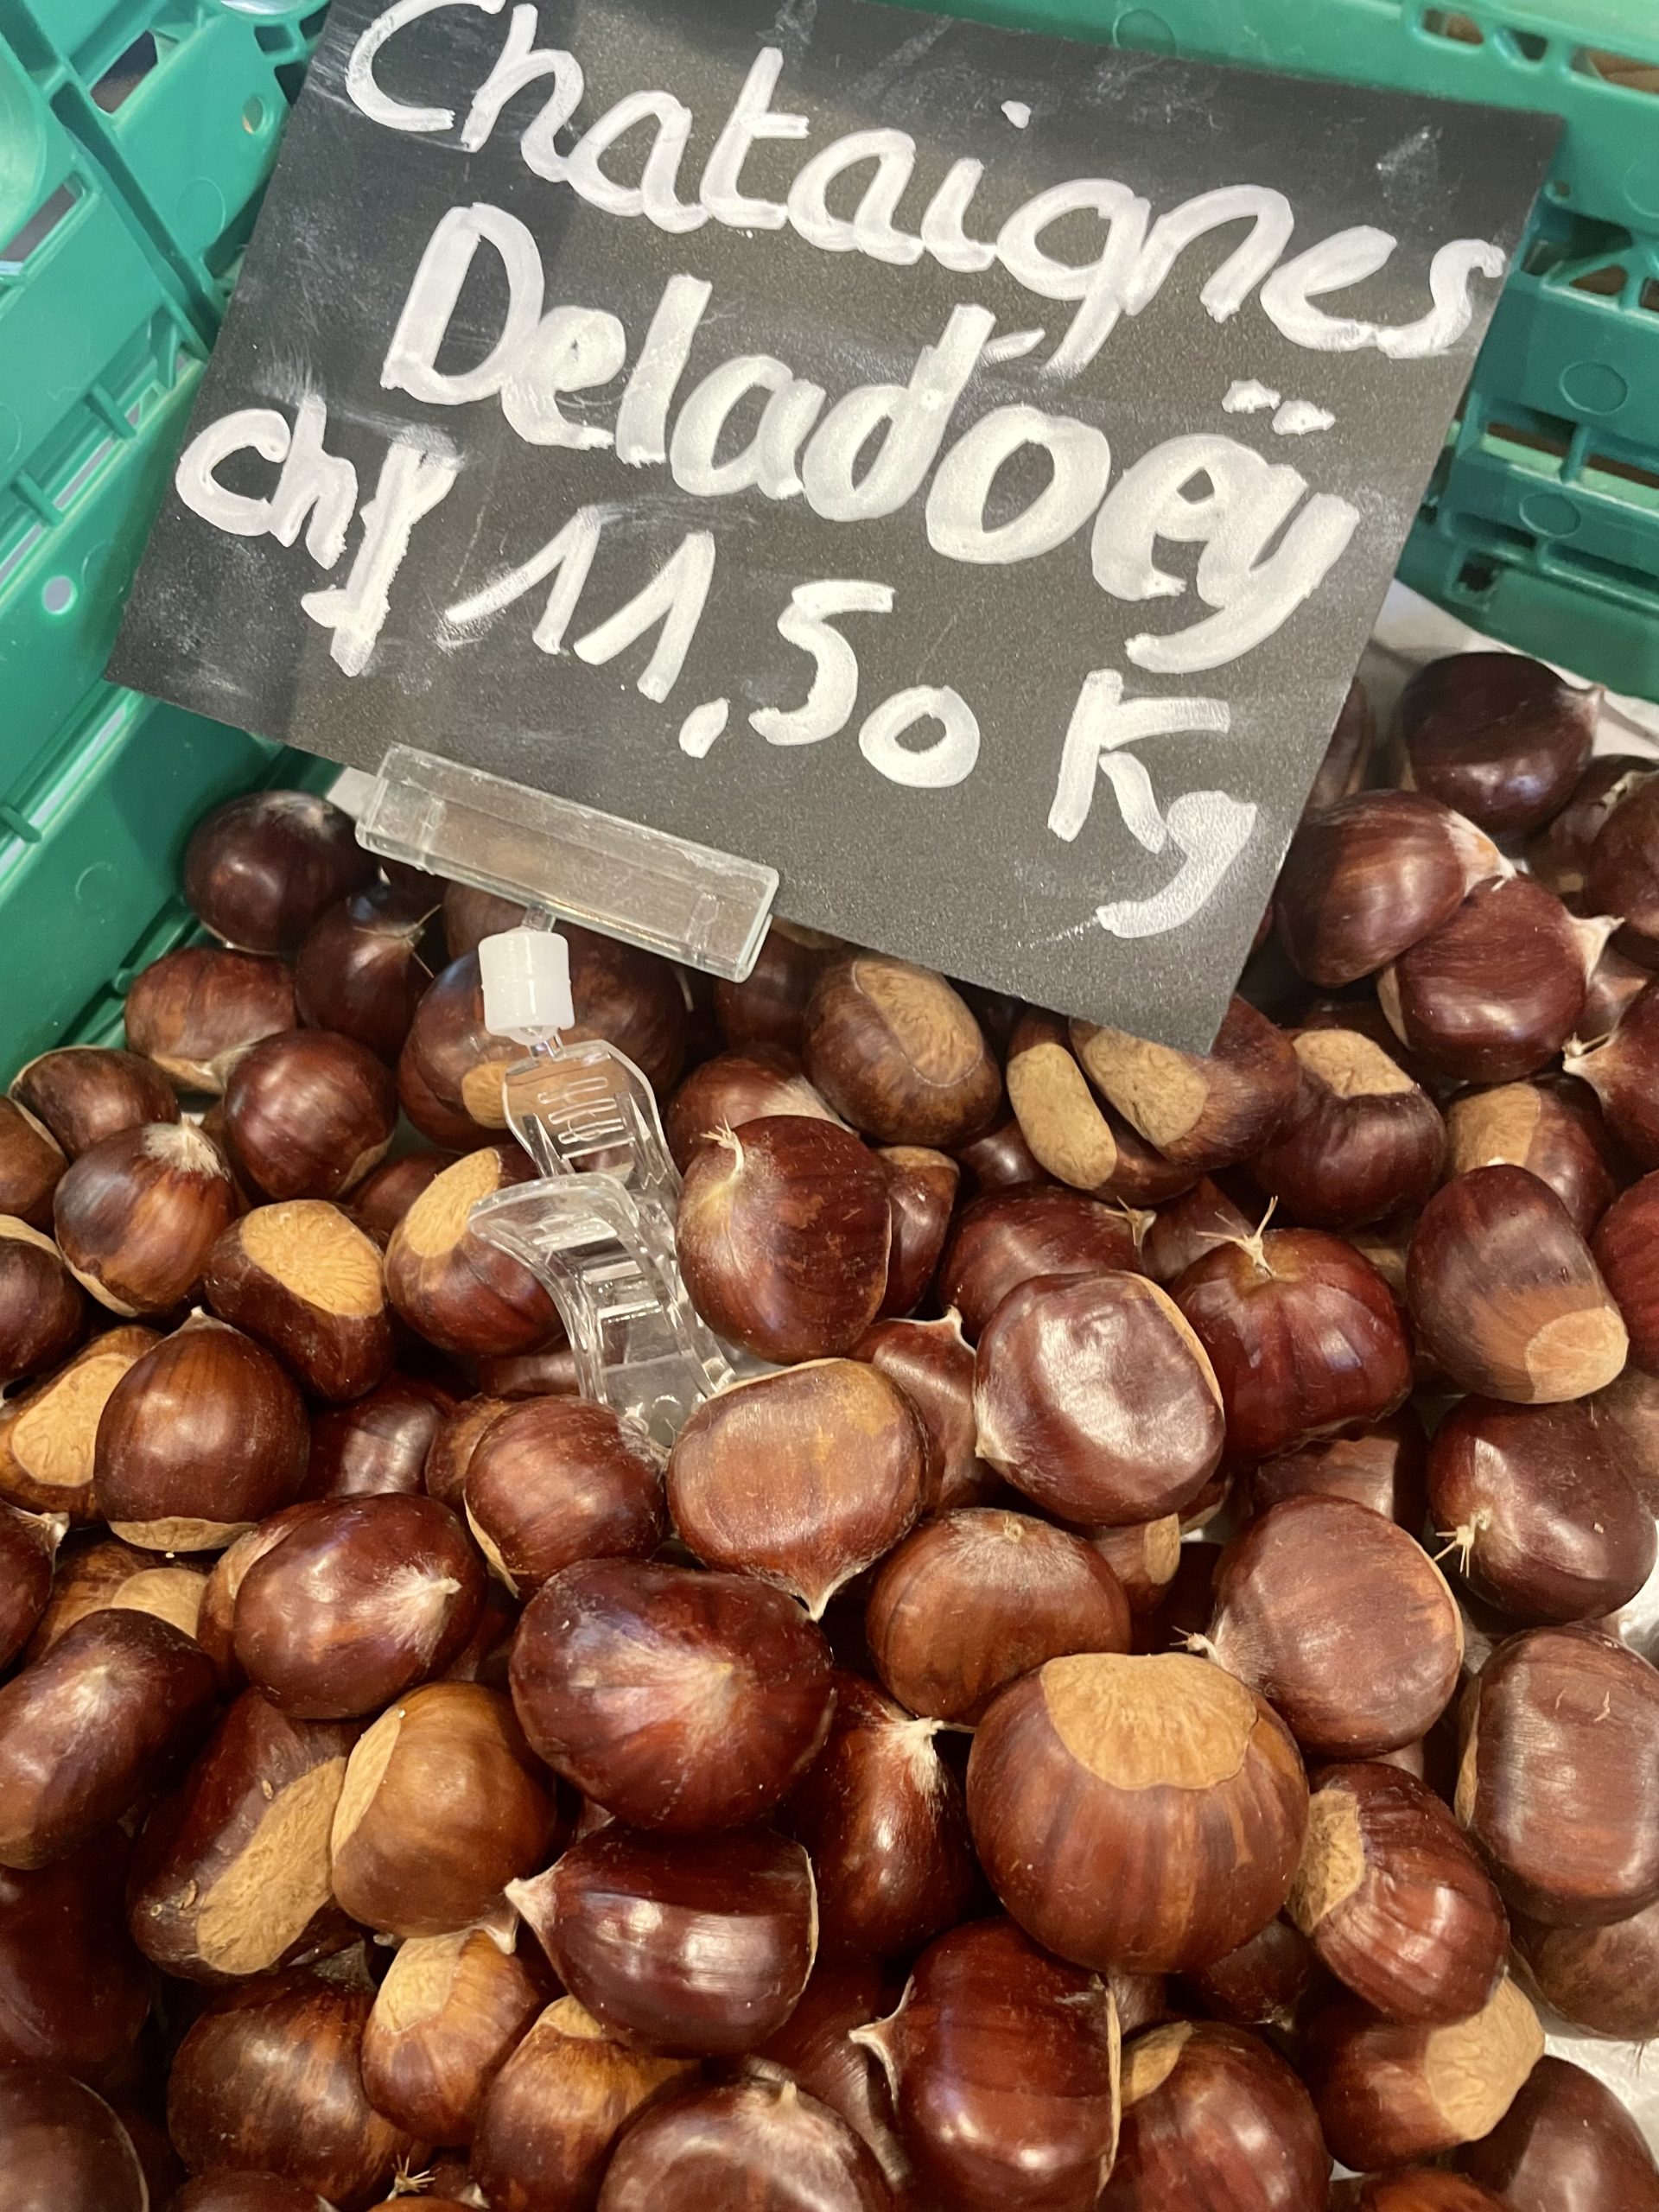 Chataignes
Deladoëy
chf 11.50 Kg